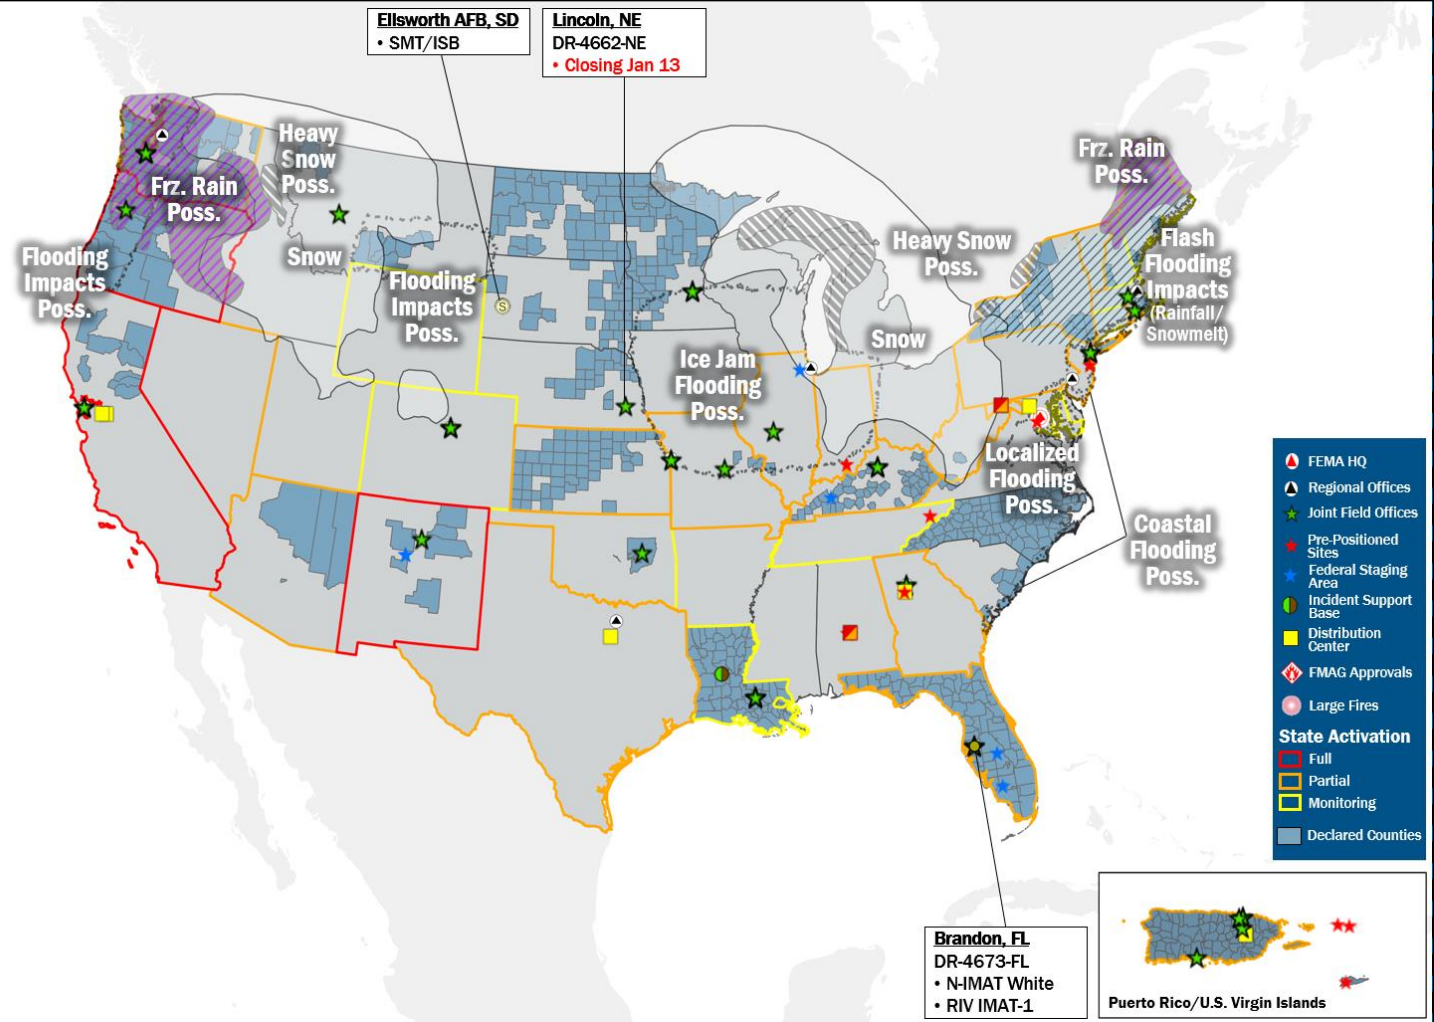 Ellsworth AFB, SD
• SMT/ISB
Lincoln, NE
DR-4662-NE
• Closing Jan 13
Heavy
Snow
Poss.
Frz. Rain
Poss.
Frz. Rain
Poss.
Flooding
Impacts
Poss.
Snow
Flooding
Impacts
Poss.
S
Heavy Snow
Poss.
Flash
Flooding
Impacts
(Rainfall/
Snowmelt)
Snow
Ice Jam
Flooding
Poss.
Localized
Flooding
Poss.
Coastal
Flooding
Poss.
FEMA HQ
Regional Offices
Joint Field Offices
Pre-Positioned
Sites
Federal Staging
Area
Incident Support
Base
Distribution
Center
FMAG Approvals
Large Fires
State Activation
Full
Partial
Monitoring
Declared Counties
Brandon, FL
DR-4673-FL
• N-IMAT White
• RIV IMAT-1
Puerto Rico/U.S. Virgin Islands